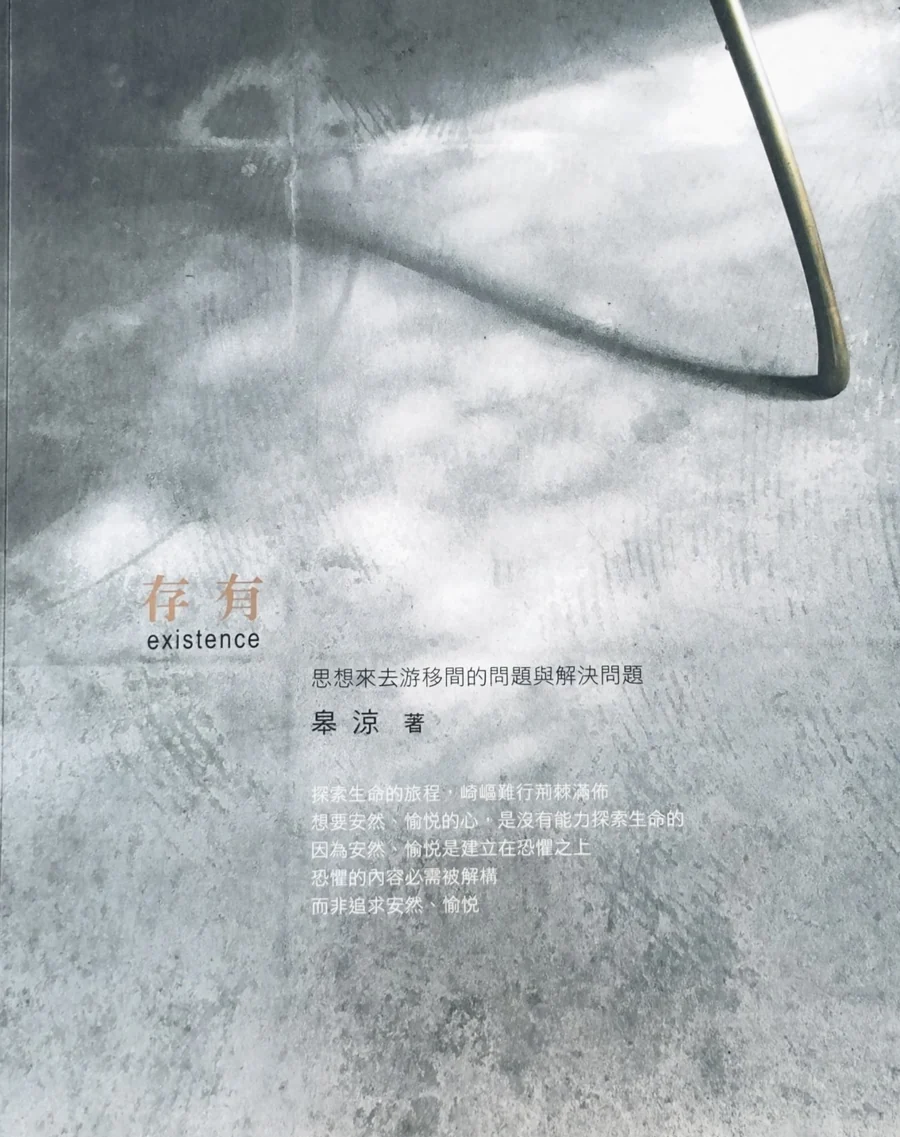 存有
existence
思想來去游移間的問題與解決問題
皋涼 著
探索生命的旅程，崎嶇難行荊棘滿佈
想要安然、愉悅的心，是沒有能力探索生命的
因為安然、愉悅是建立在恐懼之上
恐懼的內容必需被解構
而非追求安然、愉悅